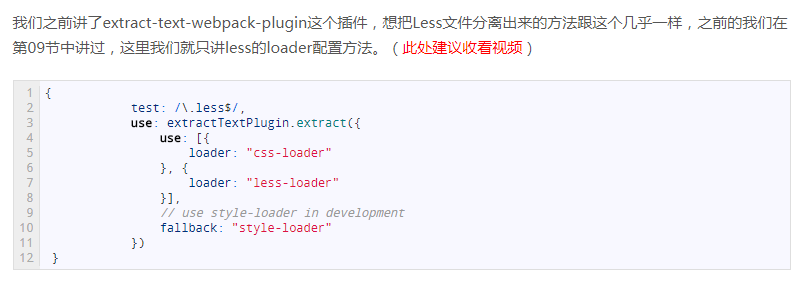 我们之前讲了extract-text-webpack-plugin这个插件，想把Less文件分离出来的方法跟这个几乎一样，之前的我们在
第09节中讲过，这里我们就只讲less的loader配置方法。（此处建议收看视频）
1 {
2             test: /\.less$/,
3             use: extractTextPlugin.extract({
4                 use: [{
5                     loader: "css-loader"
6                 }, {
7                     loader: "less-loader"
8                 }],
9                 // use style-loader in development
10                 fallback: "style-loader"
11             })
12  }